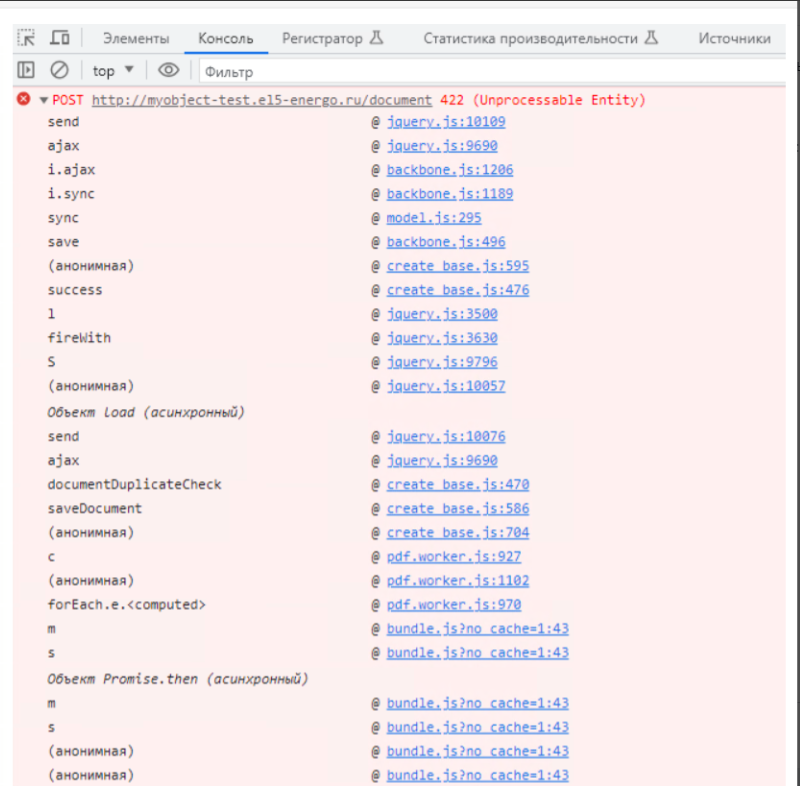 Элементы Консоль Регистратор Статистика производительности Источники
top Фильтр
POST http://myobject-test.el5-energo.ru/document 422 (Unprocessable Entity)
send @ jquery.js:10109
ajax @ jquery.js:9690
i.ajax @ backbone.js:1206
i.sync @ backbone.js:1189
sync @ model.js:295
save @ backbone.js:496
(анонимная) @ create_base.js:595
success @ create_base.js:476
l @ jquery.js:3500
fireWith @ jquery.js:3630
S @ jquery.js:9796
(анонимная) @ jquery.js:10057
Объект load (асинхронный)
send @ jquery.js:10076
ajax @ jquery.js:9690
documentDuplicateCheck @ create_base.js:470
saveDocument @ create_base.js:586
(анонимная) @ create_base.js:704
c @ pdf.worker.js:927
(анонимная) @ pdf.worker.js:1102
forEach.e.<computed> @ pdf.worker.js:970
m @ bundle.js?no_cache=1:43
s @ bundle.js?no_cache=1:43
Объект Promise.then (асинхронный)
m @ bundle.js?no_cache=1:43
s @ bundle.js?no_cache=1:43
(анонимная) @ bundle.js?no_cache=1:43
(анонимная) @ bundle.js?no_cache=1:43